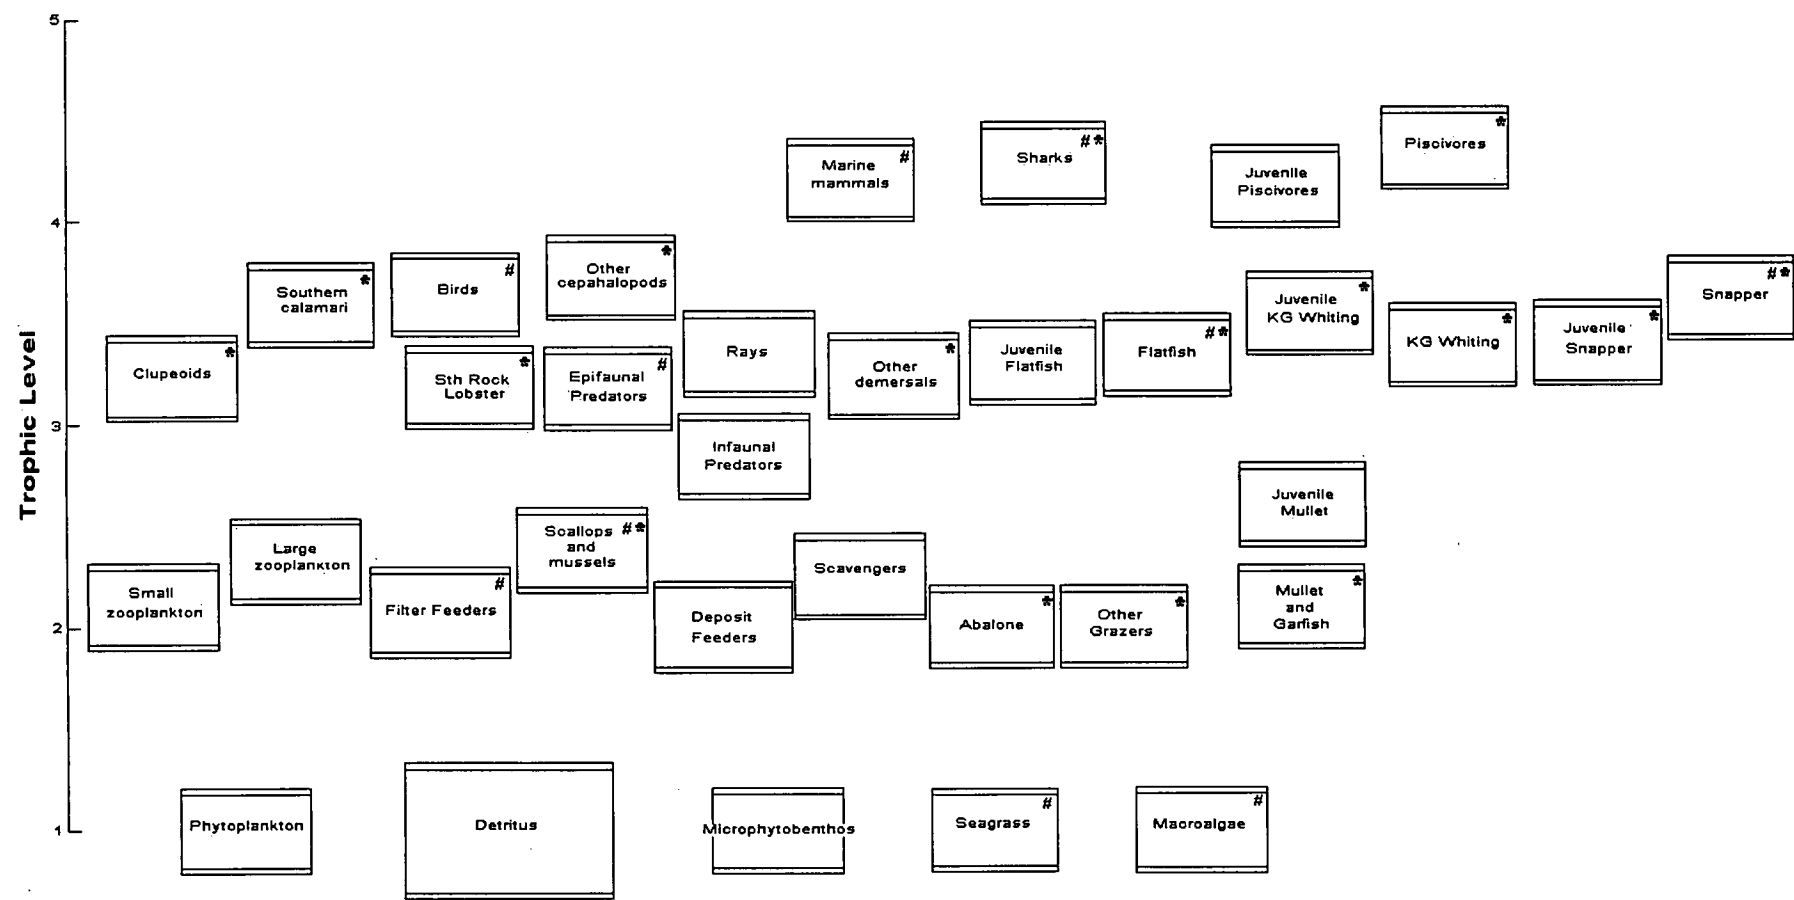 5
Piscivores *
Sharks #*
Marine #
mammals
Juvenile
Piscivores
4
Other *
cepahalopods
Birds #
Southern *
calamari
Snapper #*
Juvenile *
KG Whiting
KG Whiting *
Juvenile *
Snapper
Rays
Flatfish #*
Juvenile
Flatfish
Other *
demersals
Clupeoids *
Sth Rock *
Lobster
Epifaunal #
Predators
Trophic Level
3
Infaunal
Predators
Juvenile
Mullet
Scallops #*
and
mussels
Large
zooplankton
Scavengers
Small
zooplankton
Filter Feeders #
Deposit
Feeders
Abalone *
Other *
Grazers
Mullet *
and
Garfish
2
Phytoplankton
Detritus
Microphytobenthos
Seagrass #
Macroalgae #
1